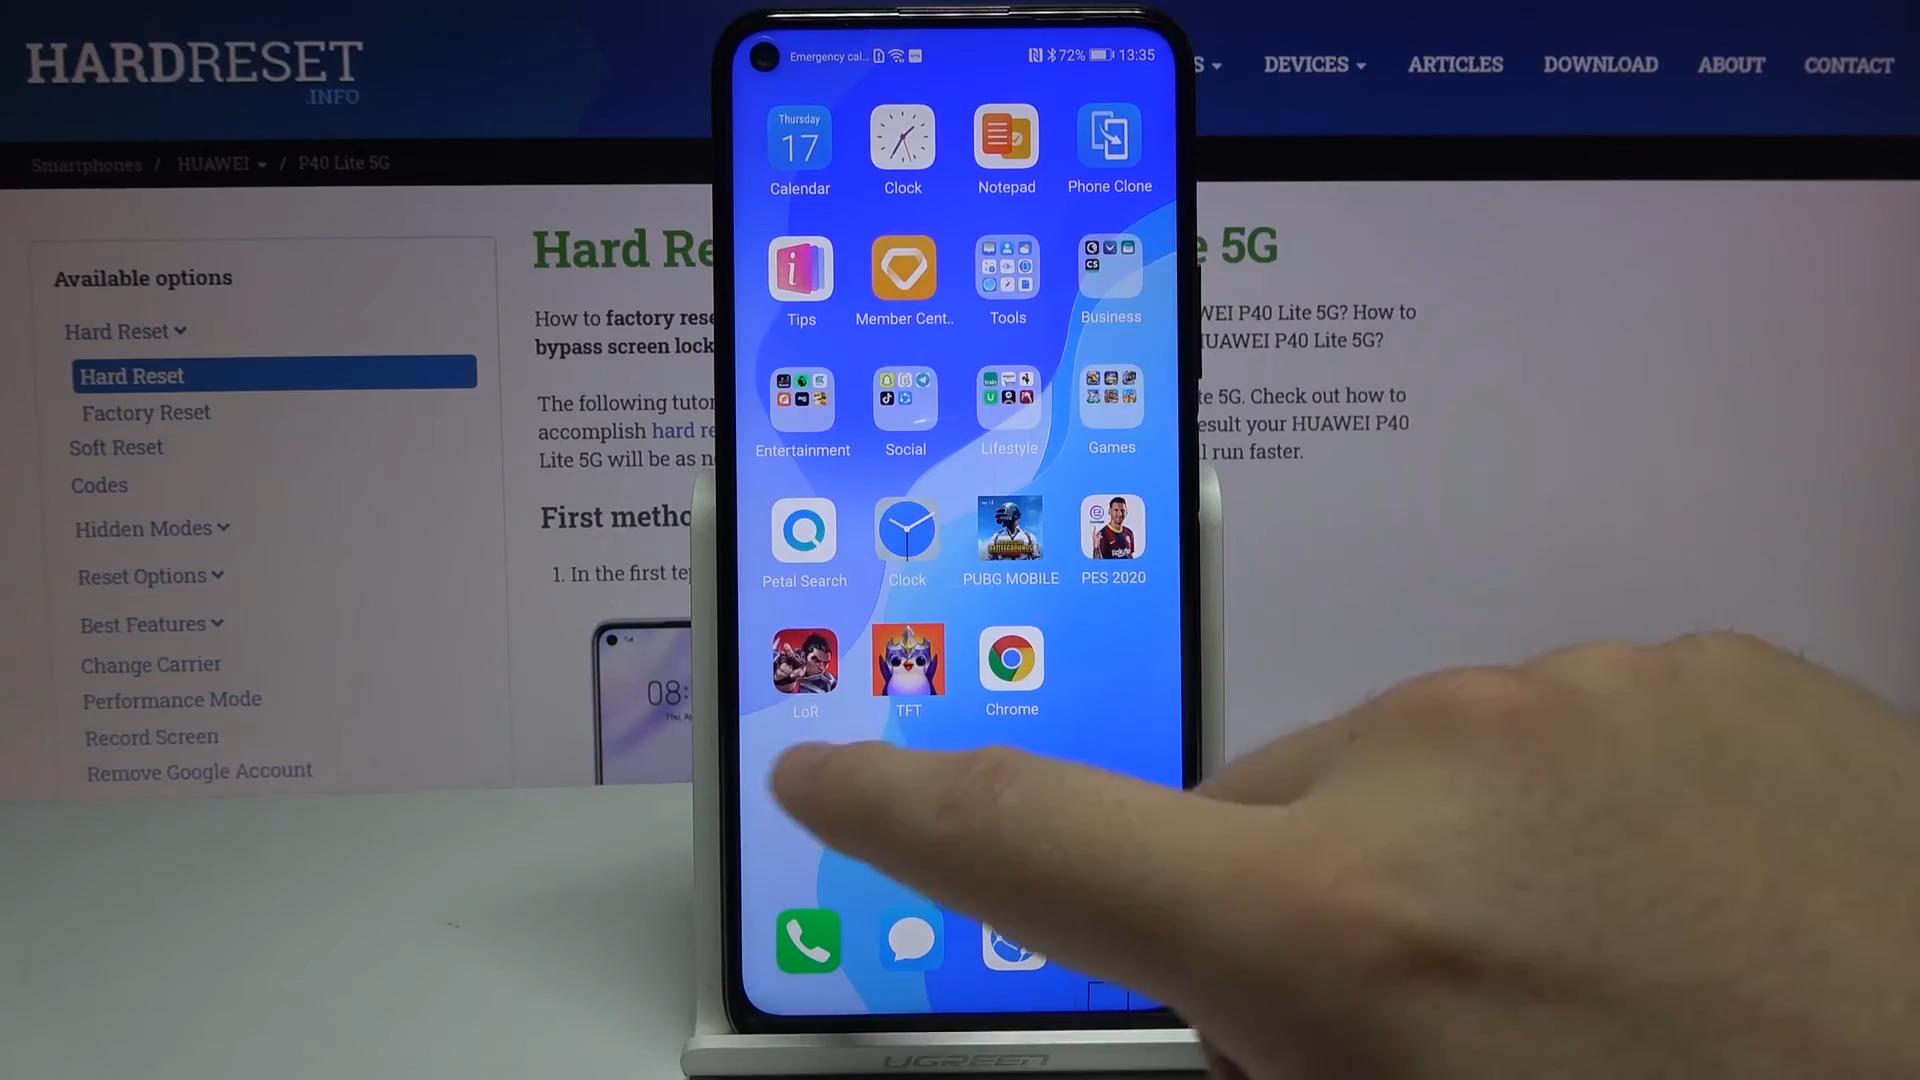 HARDRESET
.INFO
S
DEVICES
ARTICLES
DOWNLOAD
ABOUT
CONTACT
Smartphones / HUAWEI / P40 Lite 5G
Available options
Hard Reset
Hard Reset
Factory Reset
Soft Reset
Codes
Hidden Modes
Reset Options
Best Features
Change Carrier
Performance Mode
Record Screen
Remove Google Account
Hard Re
e 5G
How to factory rese
bypass screen lock
WEI P40 Lite 5G? How to
UAWEI P40 Lite 5G?
The following tutor
accomplish hard re
Lite 5G will be as n
te 5G. Check out how to
esult your HUAWEI P40
l run faster.
First metho
1. In the first
08:
Emergency cal...
72%
13:35
Thursday
17
Calendar
Clock
Notepad
Phone Clone
Tips
Member Cent..
Tools
Business
Entertainment
Social
Lifestyle
Games
Petal Search
Clock
PUBG MOBILE
PES 2020
LoR
TFT
Chrome
UGREEN